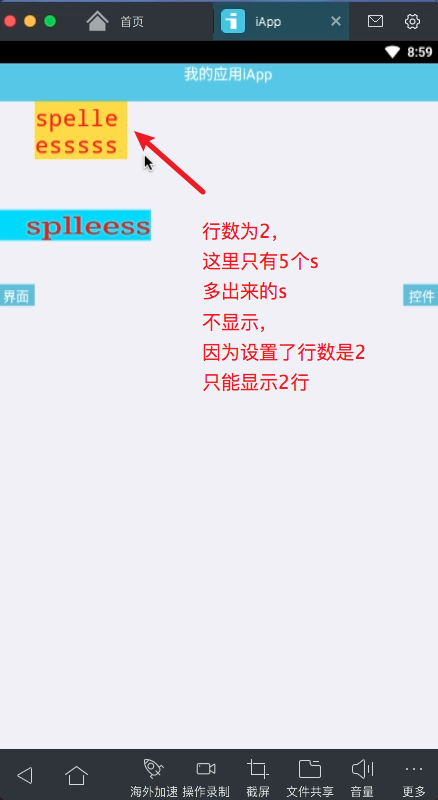 首页
iApp
8:59
我的应用iApp
spelle
esssss
splleess
行数为2，
这里只有5个s
多出来的s
不显示，
因为设置了行数是2
只能显示2行
界面
控件
海外加速
操作录制
截屏
文件共享
音量
更多